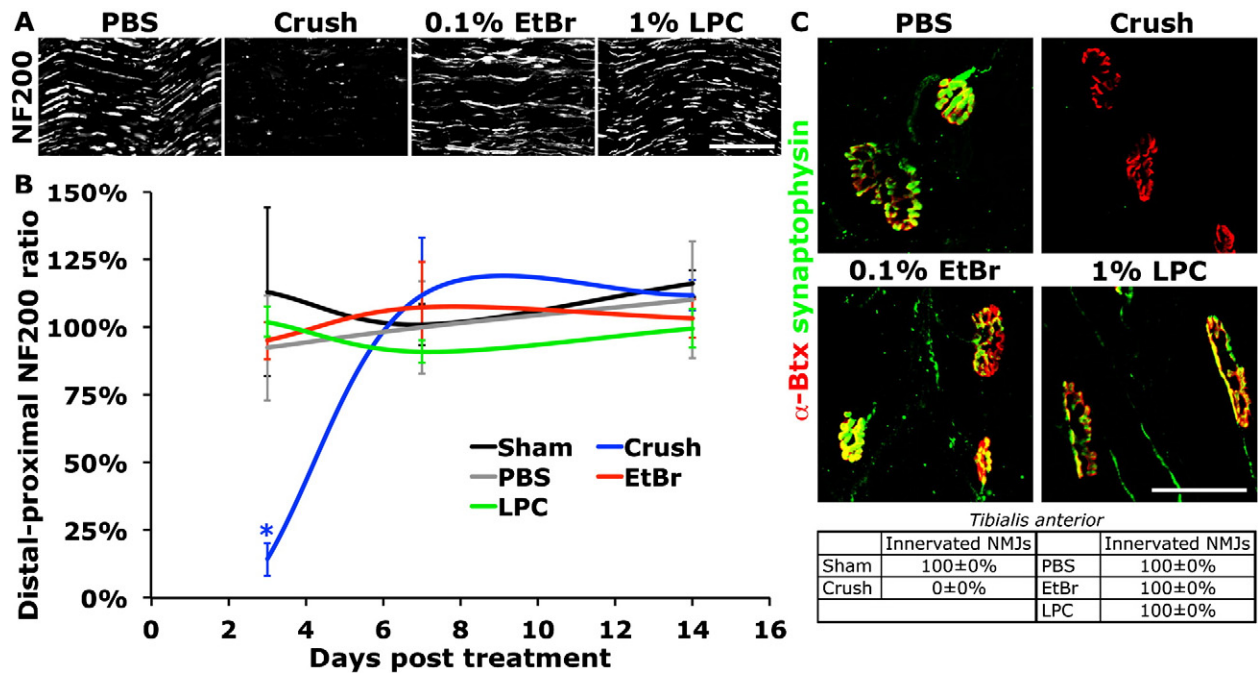 A
PBS
Crush
0.1% EtBr
1% LPC
NF200
B
Distal-proximal NF200 ratio
150%
125%
100%
75%
50%
25%
0%
*
Sham
Crush
PBS
EtBr
LPC
0 2 4 6 8 10 12 14 16
Days post treatment
C
PBS
Crush
α-Btx synaptophysin
0.1% EtBr
1% LPC
Tibialis anterior
Innervated NMJs Innervated NMJs
Sham 100±0% PBS 100±0%
Crush 0±0% EtBr 100±0%
LPC 100±0%